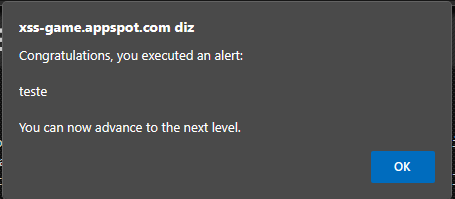 xss-game.appspot.com diz
Congratulations, you executed an alert:
teste
You can now advance to the next level.
OK